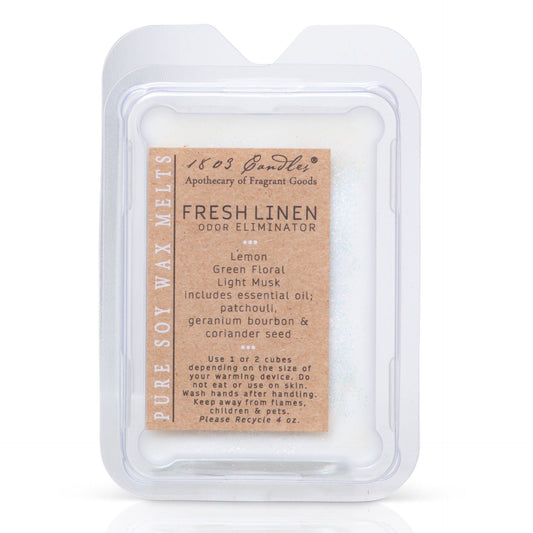 PURE SOY WAX MELTS
1803 Candles®
Apothecary of Fragrant Goods
FRESH LINEN
ODOR ELIMINATOR
Lemon
Green Floral
Light Musk
includes essential oil;
patchouli,
geranium bourbon &
coriander seed
Use 1 or 2 cubes
depending on the size of
your warming device. Do
not eat or use on skin.
Wash hands after handling.
Keep away from flames,
children & pets.
Please Recycle 4 oz.